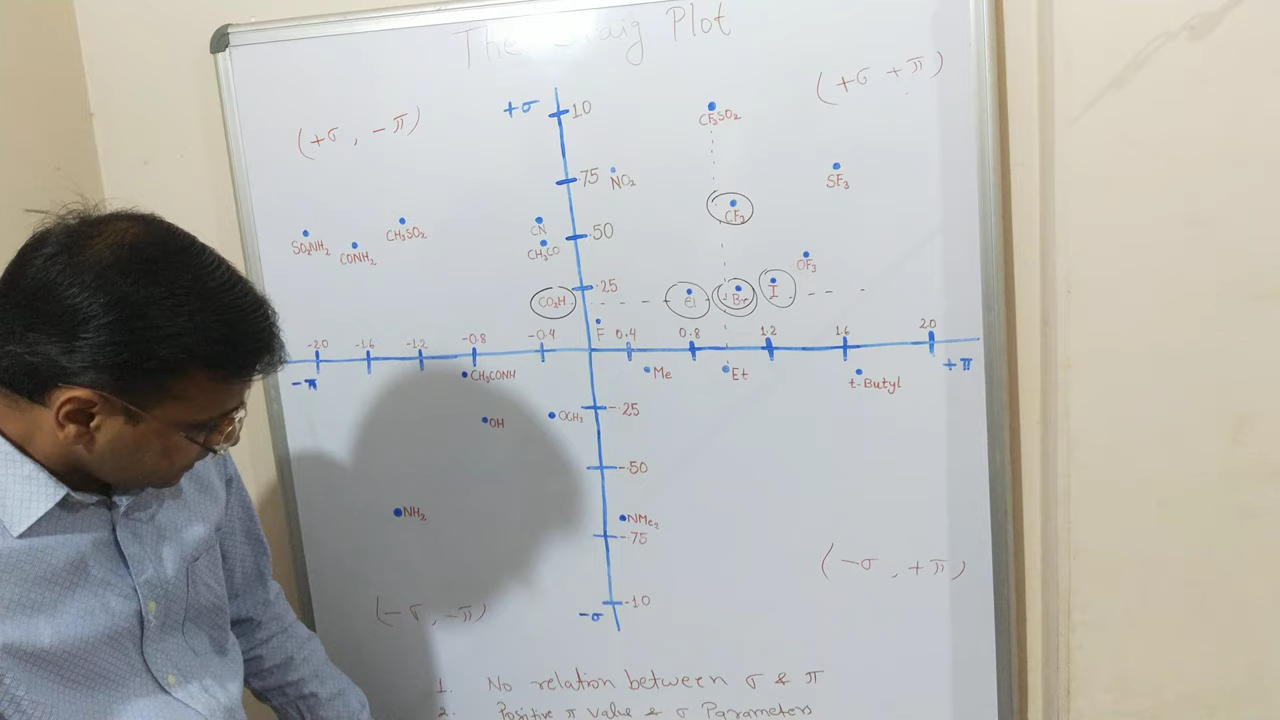 The Craig Plot
(+σ +π)
+σ 1.0
CF3SO2
(+σ, -π)
.75 NO2
SF3
CF3
CN
CH3SO2
SO2NH2
.50
CH3CO
CONH2
OF3
.25
CO2H
Cl
Br
I
F
-2.0 -1.6 -1.2 -0.8 -0.4 0.4 0.8 1.2 1.6 2.0
-π
+π
CH3CONH
Me
Et
t-Butyl
-.25
OCH3
OH
-.50
NH2
NMe2
-.75
(-σ, +π)
-10
(-σ, -π)
-σ
1. No relation between σ & π
2. Positive π value & σ Parameters